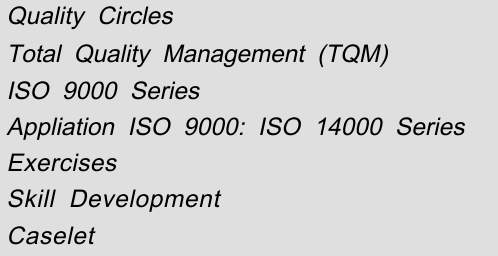 Quality Circles
Total Quality Management (TQM)
ISO 9000 Series
Appliation ISO 9000: ISO 14000 Series
Exercises
Skill Development
Caselet